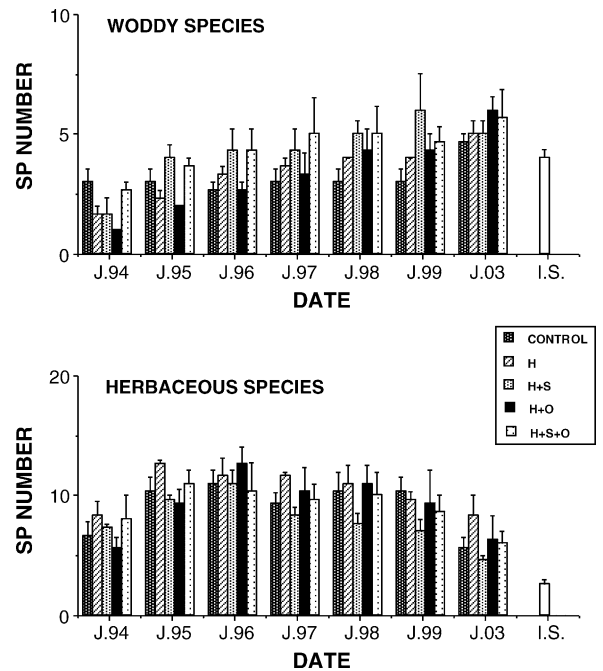 WODDY SPECIES
10
5
0
SP NUMBER
J.94 J.95 J.96 J.97 J.98 J.99 J.03 I.S.
DATE
CONTROL
H
H+S
H+O
H+S+O
HERBACEOUS SPECIES
20
10
0
SP NUMBER
J.94 J.95 J.96 J.97 J.98 J.99 J.03 I.S.
DATE